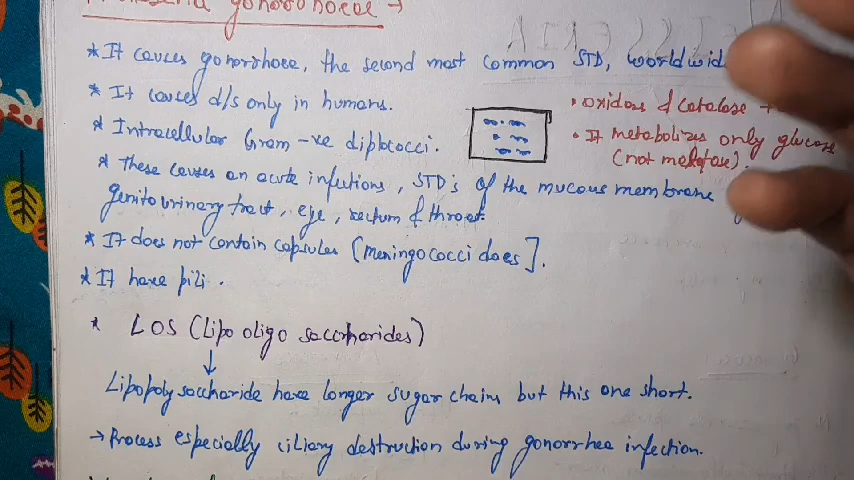 gonorrhoeae →
* It causes gonorrhoea, the second most common STD, worldwid
* It causes d/s only in humans.
• oxidase & catalase +
* Intracellular Gram -ve diplococci.
• It metabolizes only glucose
(not maltose).
* These causes an acute infections, STD's of the mucous membrane
genitourinary tract, eye, rectum & throat.
* It does not contain capsules [meningococci does].
* It have pili.
* LOS (Lipo oligo saccharides)
↓
Lipopolysaccharide have longer sugar chains but this one short.
→ Process especially ciliary destruction during gonorrhea infection.